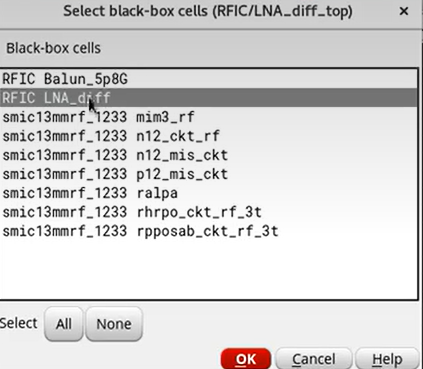 Select black-box cells (RFIC/LNA_diff_top) ×
Black-box cells
RFIC Balun_5p8G
RFIC LNA_diff
smic13mmrf_1233 mim3_rf
smic13mmrf_1233 n12_ckt_rf
smic13mmrf_1233 n12_mis_ckt
smic13mmrf_1233 p12_mis_ckt
smic13mmrf_1233 ralpa
smic13mmrf_1233 rhrpo_ckt_rf_3t
smic13mmrf_1233 rpposab_ckt_rf_3t
Select All None
OK Cancel Help